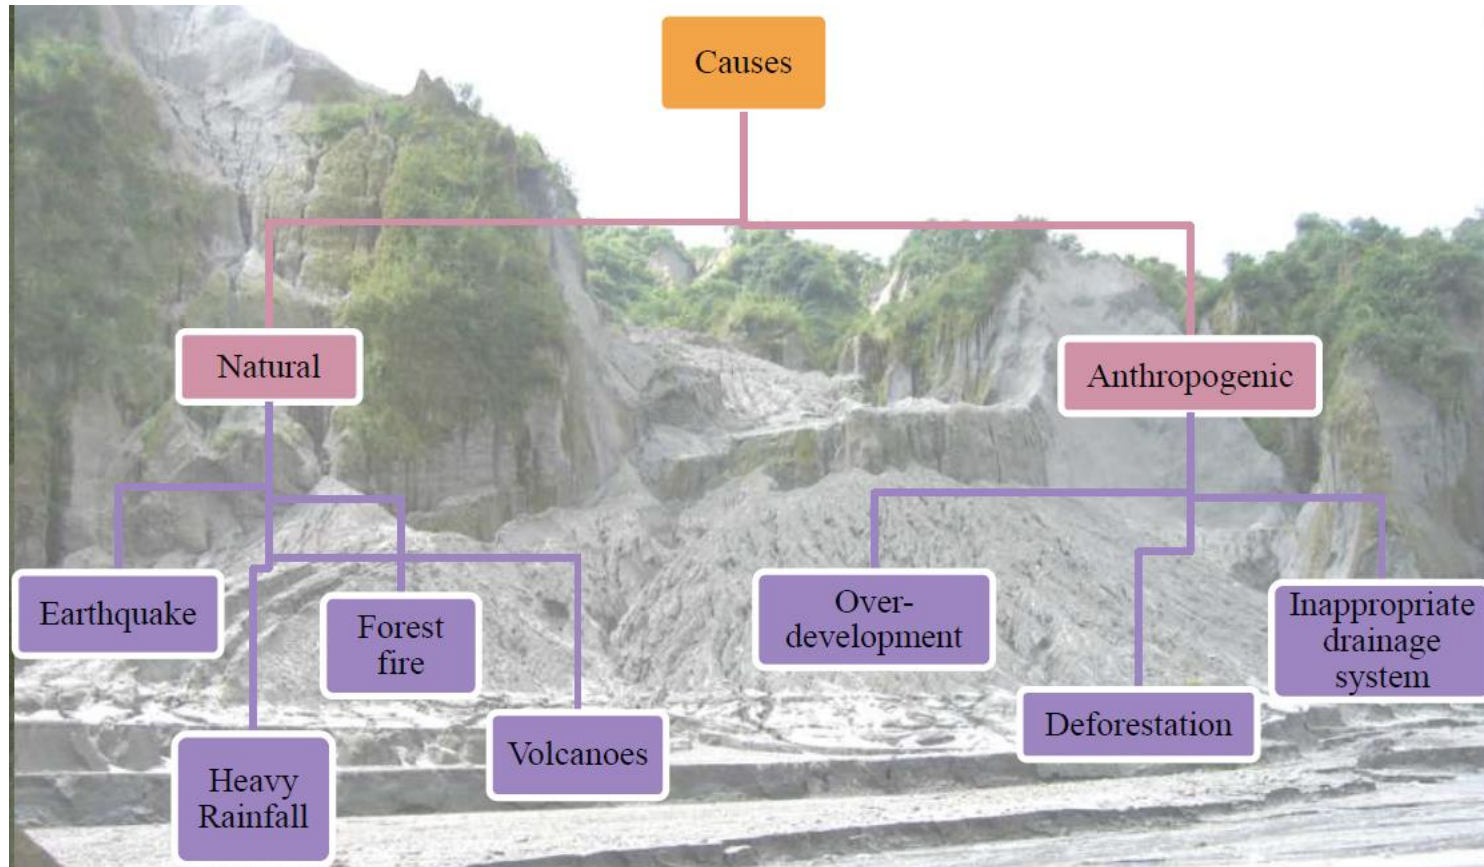 Causes
Natural
Anthropogenic
Earthquake
Heavy
Rainfall
Forest
fire
Volcanoes
Over-
development
Deforestation
Inappropriate
drainage
system